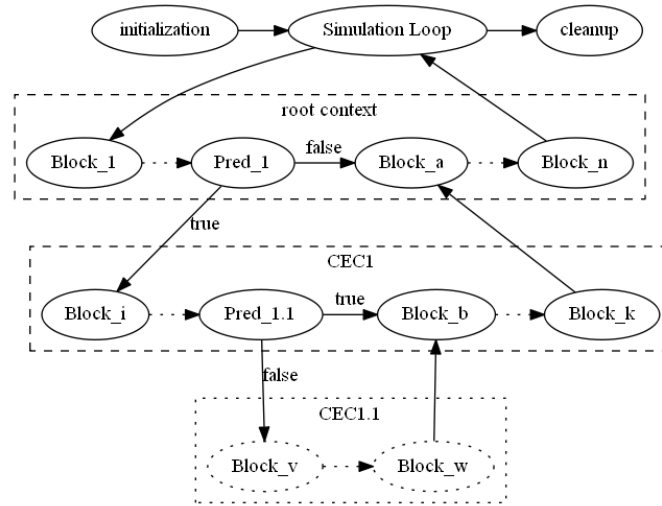 initialization
Simulation Loop
cleanup
root context
Block_1
Pred_1
false
Block_a
Block_n
true
CEC1
Block_i
Pred_1.1
true
Block_b
Block_k
false
CEC1.1
Block_v
Block_w